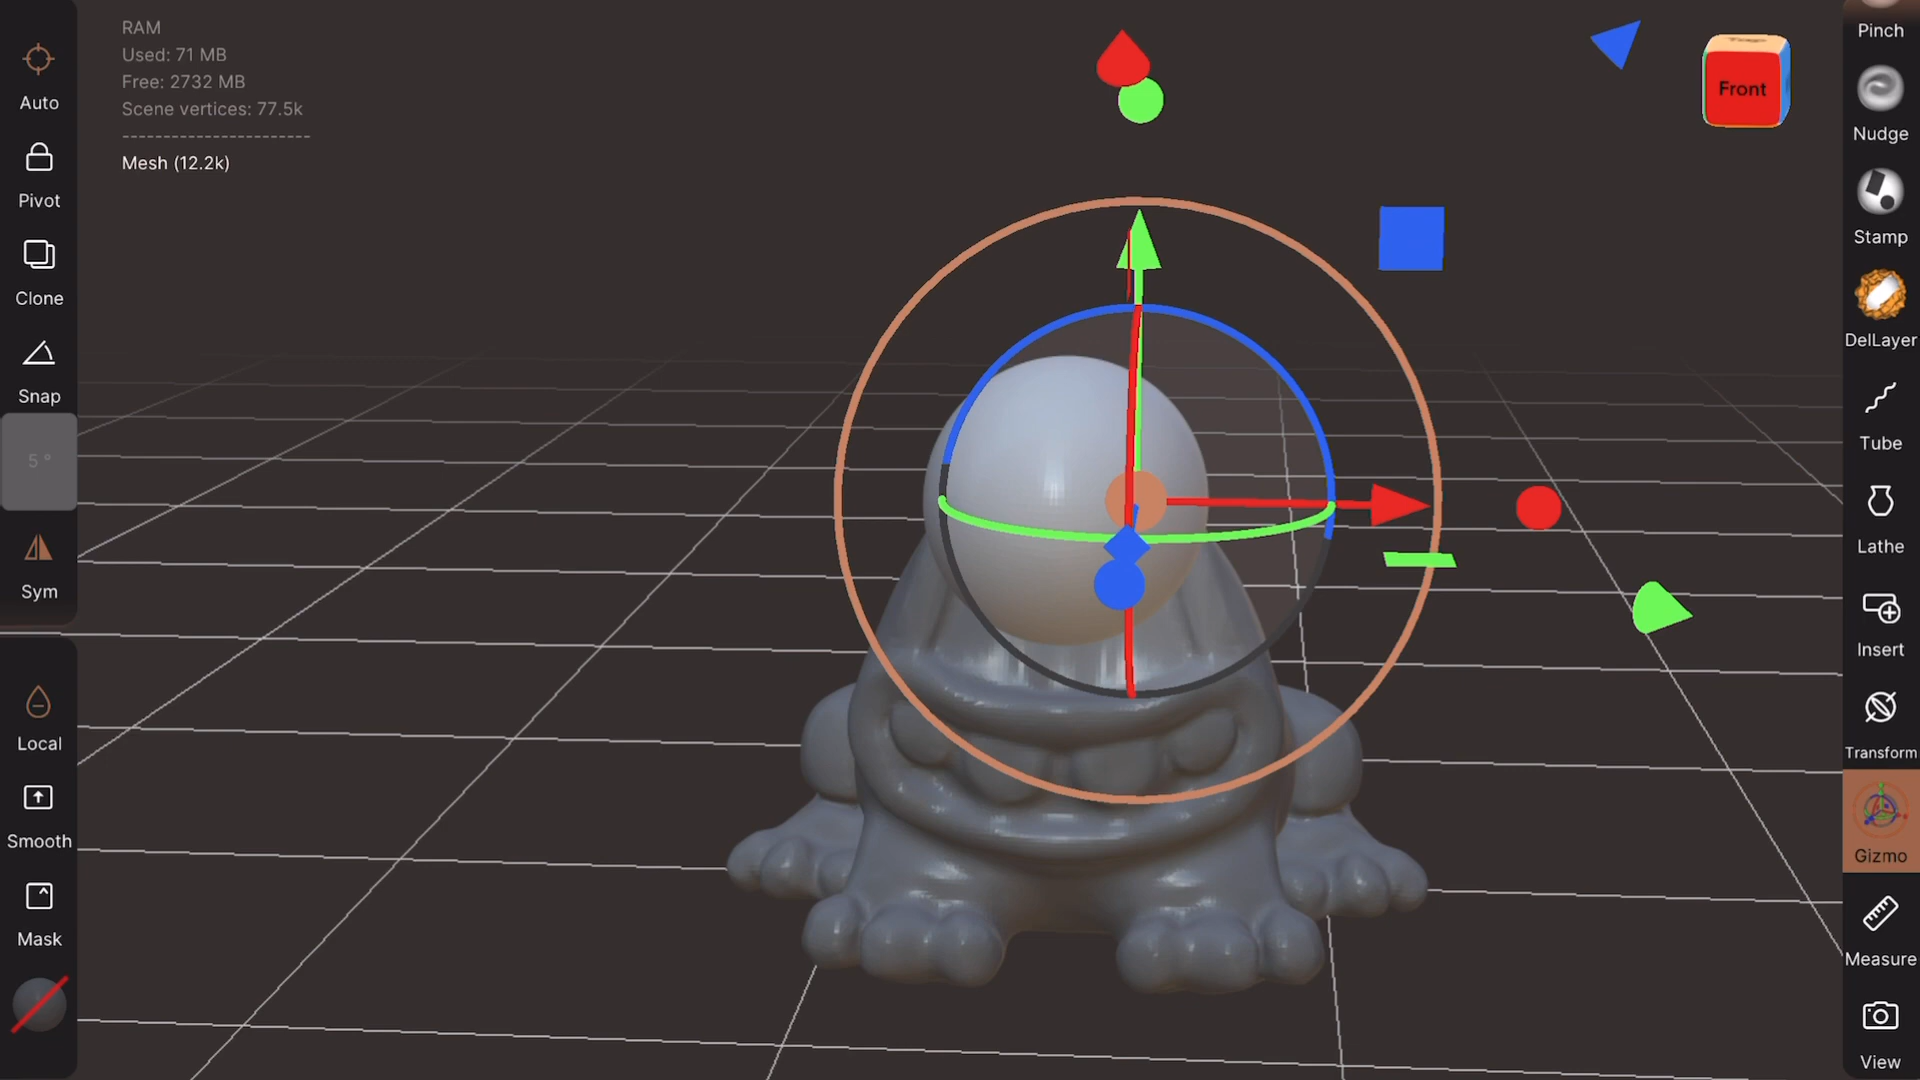 Auto
Pivot
Clone
Snap
5 °
Sym
Local
Smooth
Mask
RAM
Used: 71 MB
Free: 2732 MB
Scene vertices: 77.5k
-----------------------
Mesh (12.2k)
Front
Pinch
Nudge
Stamp
DelLayer
Tube
Lathe
Insert
Transform
Gizmo
Measure
View